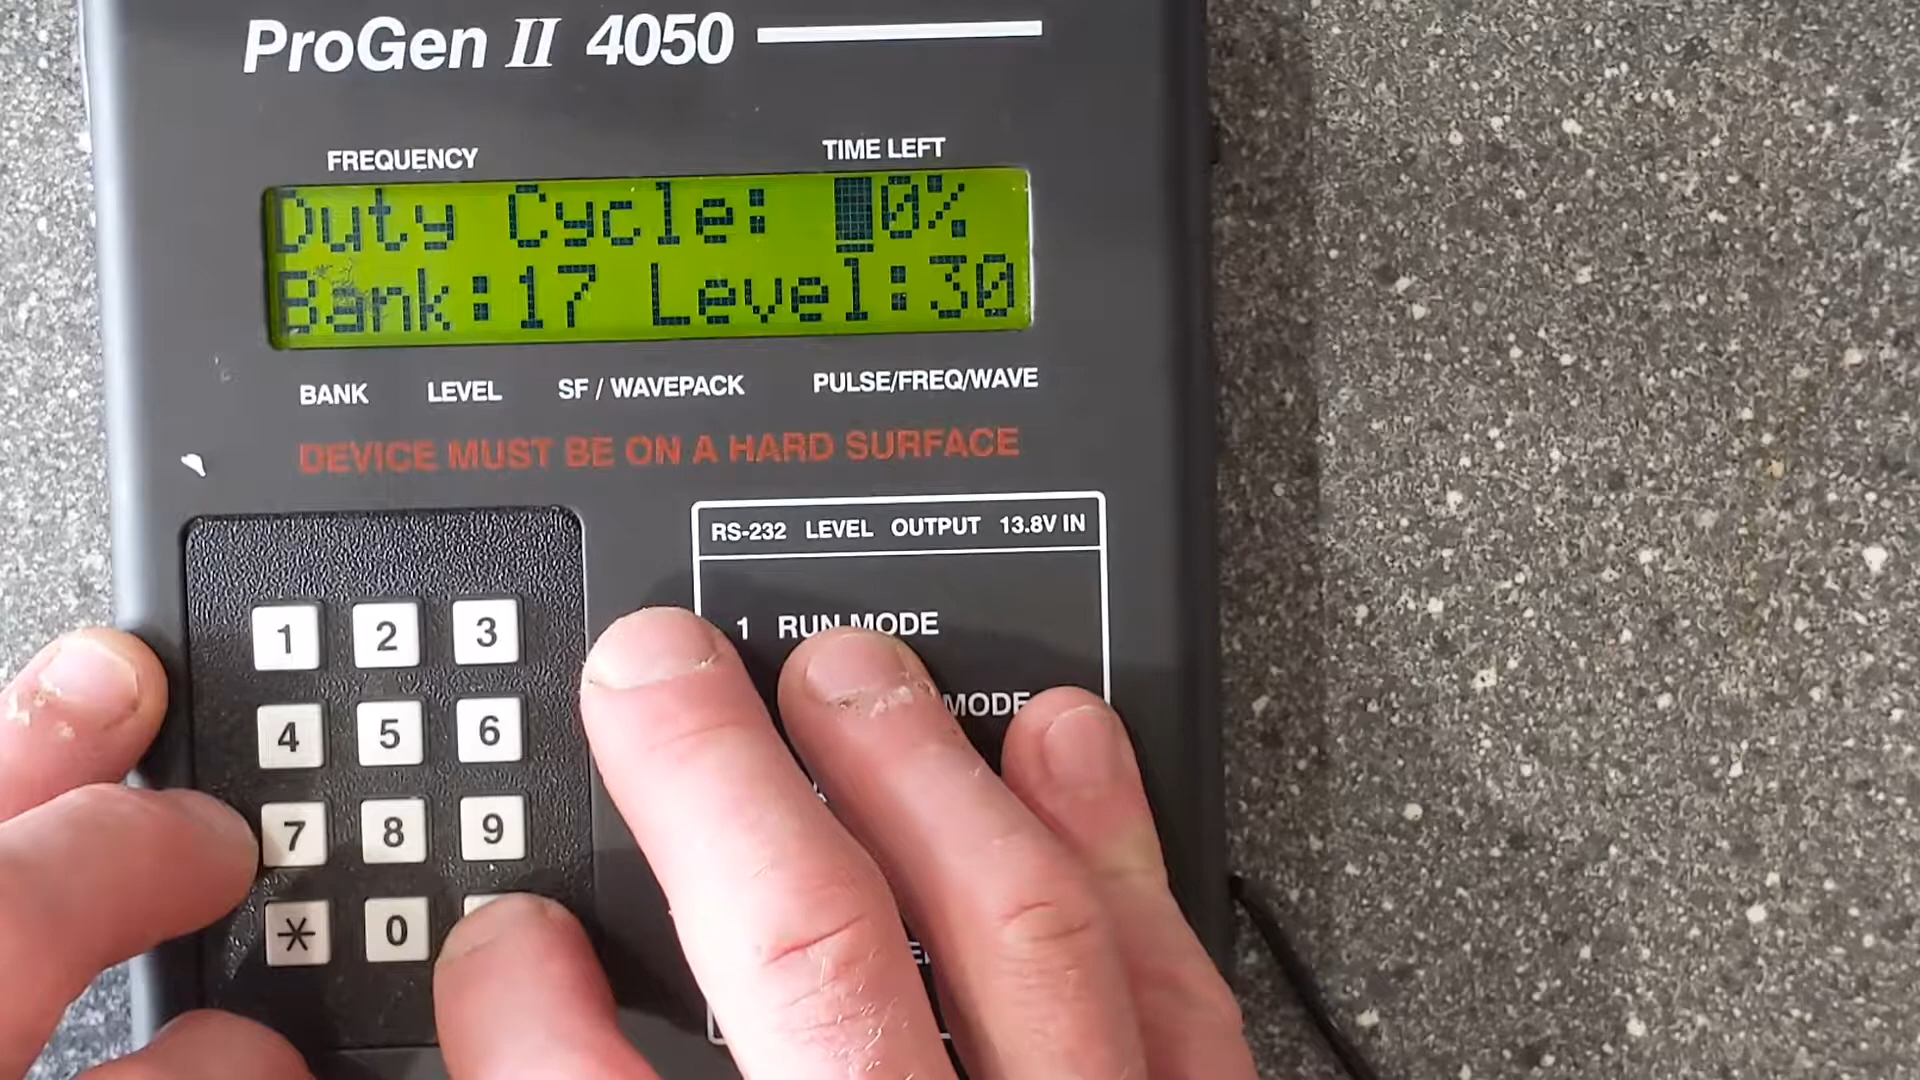 ProGen II 4050
FREQUENCY TIME LEFT
Duty Cycle: 0%
Bank:17 Level:30
BANK LEVEL SF / WAVEPACK PULSE/FREQ/WAVE
DEVICE MUST BE ON A HARD SURFACE
RS-232 LEVEL OUTPUT 13.8V IN
1 RUN MODE
MODE
1 2 3
4 5 6
7 8 9
* 0